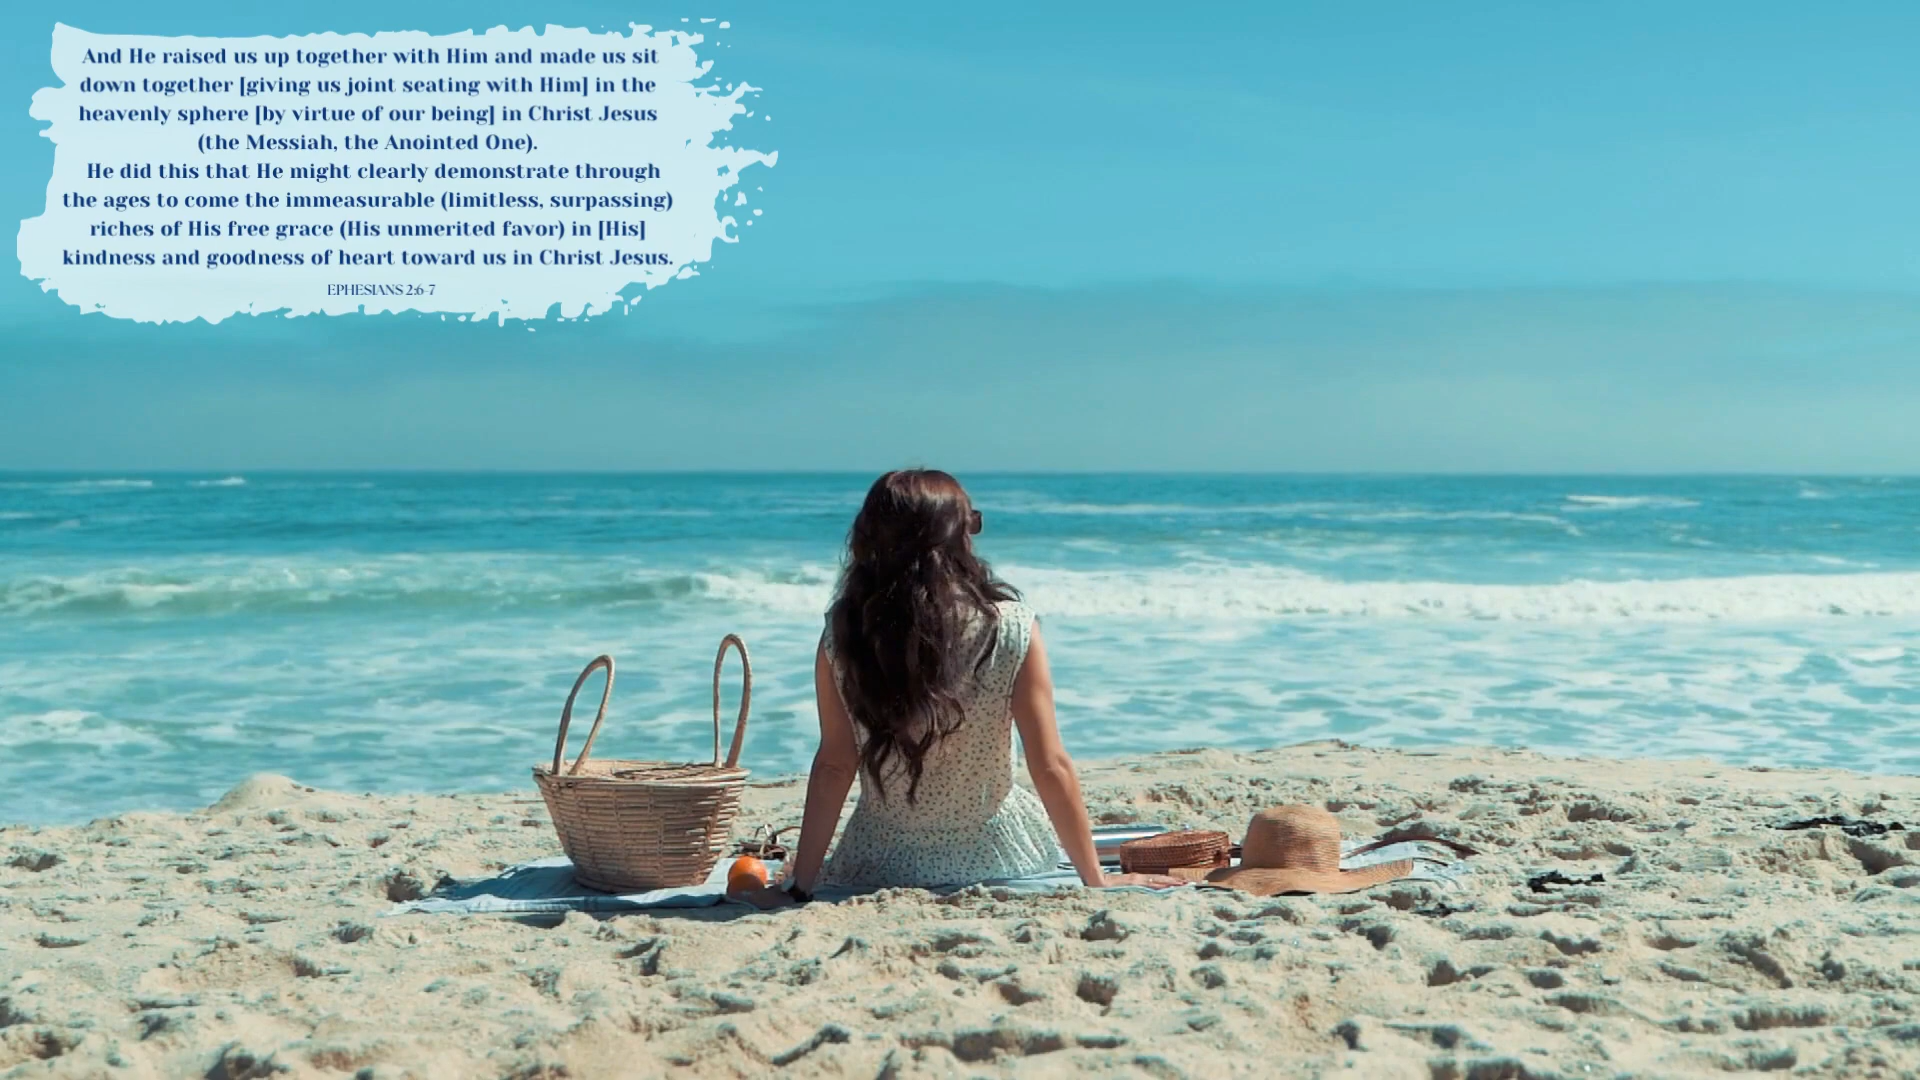 And He raised us up together with Him and made us sit
down together [giving us joint seating with Him] in the
heavenly sphere [by virtue of our being] in Christ Jesus
(the Messiah, the Anointed One).
He did this that He might clearly demonstrate through
the ages to come the immeasurable (limitless, surpassing)
riches of His free grace (His unmerited favor) in [His]
kindness and goodness of heart toward us in Christ Jesus.
EPHESIANS 2:6-7